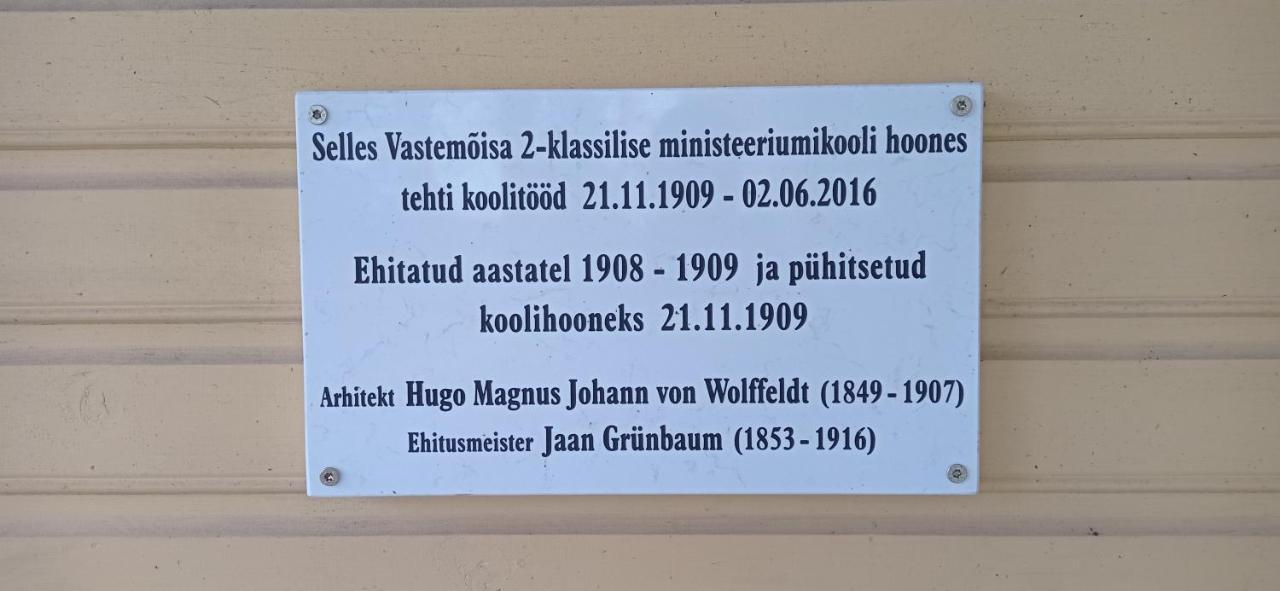 Selles Vastemõisa 2-klassilise ministeeriumikooli hoones
tehti koolitööd 21.11.1909 - 02.06.2016
Ehitatud aastatel 1908 - 1909 ja pühitsetud
koolihooneks 21.11.1909
Arhitekt Hugo Magnus Johann von Wolffeldt (1849 - 1907)
Ehitusmeister Jaan Grünbaum (1853 - 1916)